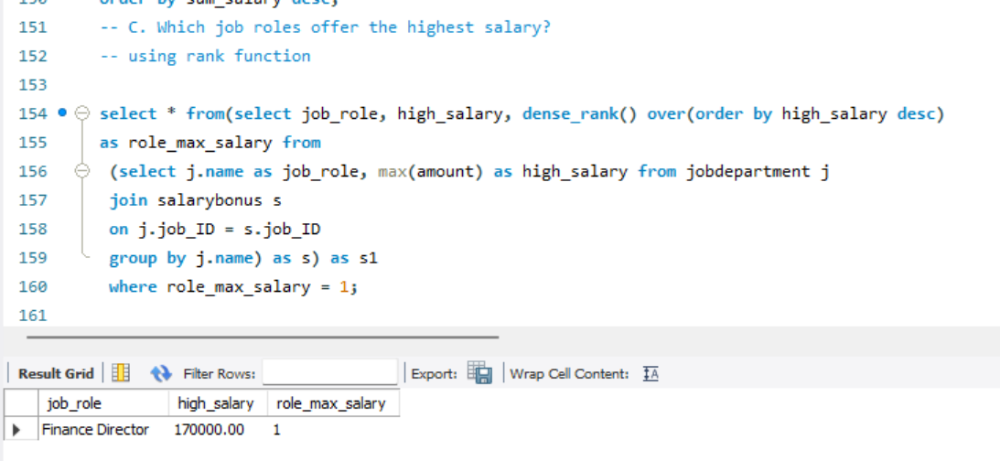 150 order by sum_salary desc;
151 -- C. Which job roles offer the highest salary?
152 -- using rank function
153
154 select * from(select job_role, high_salary, dense_rank() over(order by high_salary desc)
155 as role_max_salary from
156 (select j.name as job_role, max(amount) as high_salary from jobdepartment j
157 join salarybonus s
158 on j.job_ID = s.job_ID
159 group by j.name) as s) as s1
160 where role_max_salary = 1;
161
Result Grid Filter Rows: Export: Wrap Cell Content: IA
job_role high_salary role_max_salary
Finance Director 170000.00 1